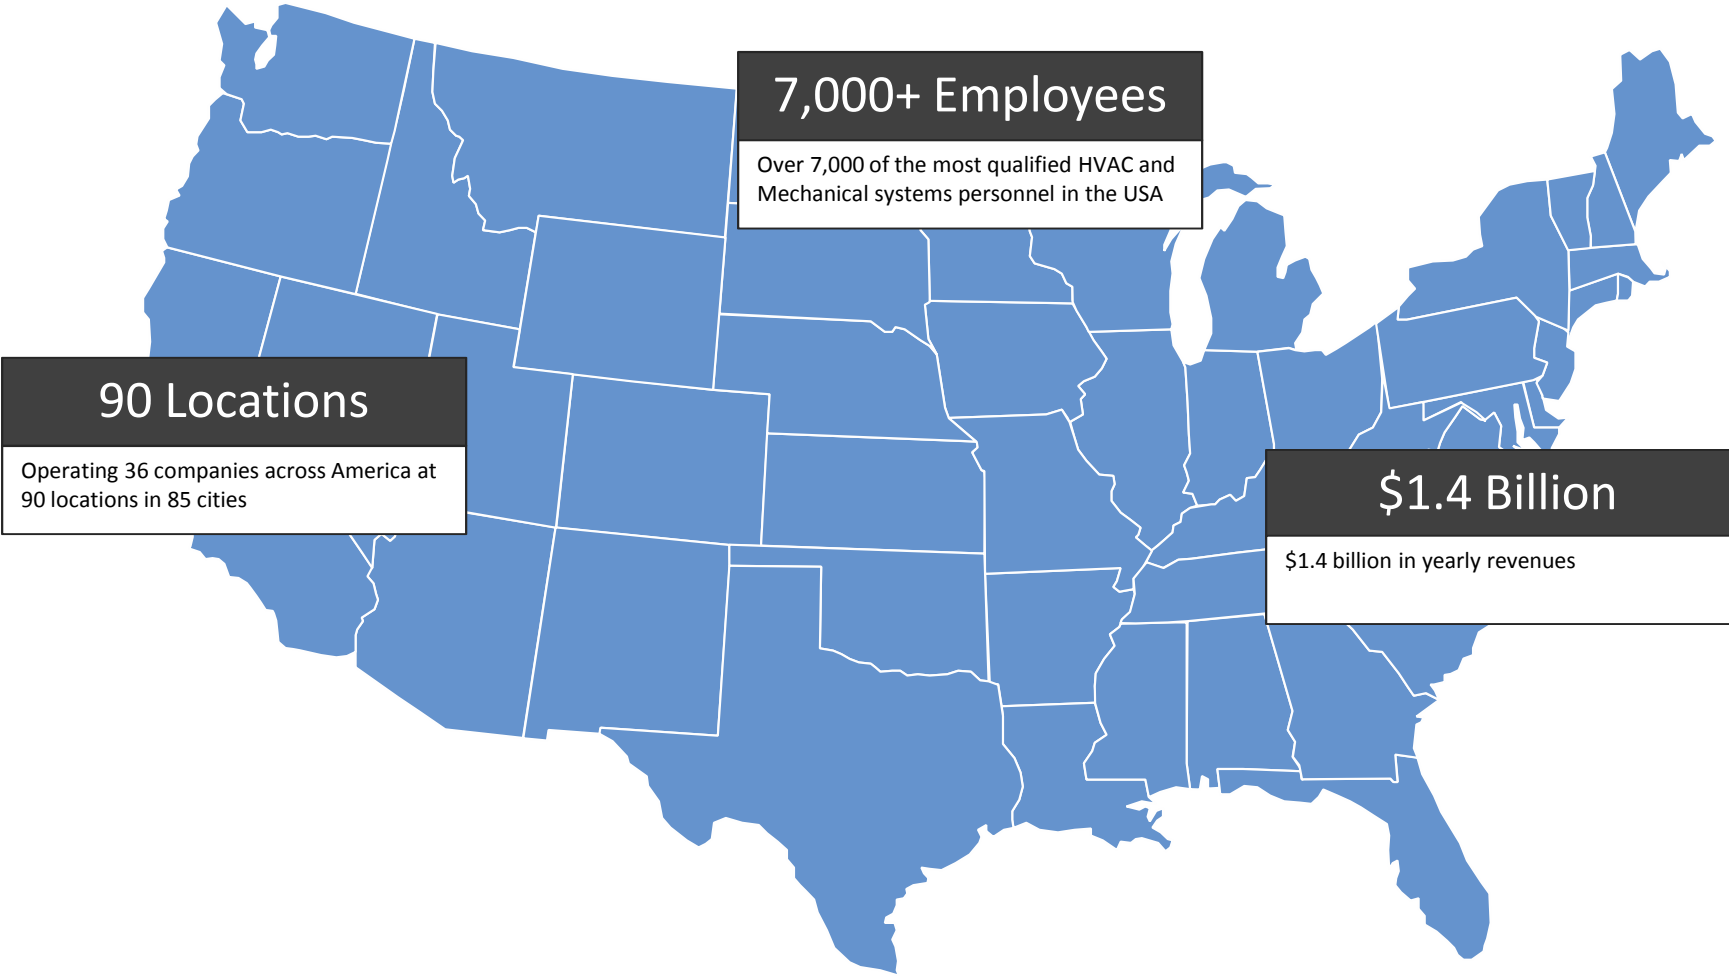 7,000+ Employees
Over 7,000 of the most qualified HVAC and
Mechanical systems personnel in the USA
90 Locations
Operating 36 companies across America at
90 locations in 85 cities
$1.4 Billion
$1.4 billion in yearly revenues